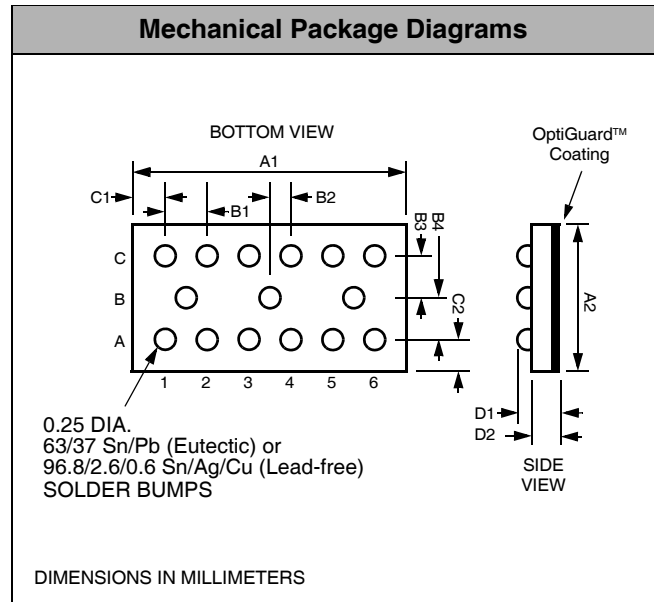 Mechanical Package Diagrams
BOTTOM VIEW
OptiGuard™
Coating
A1
C1
B1
B2
B3
B4
C2
A2
C
B
A
1 2 3 4 5 6
D1
D2
SIDE
VIEW
0.25 DIA.
63/37 Sn/Pb (Eutectic) or
96.8/2.6/0.6 Sn/Ag/Cu (Lead-free)
SOLDER BUMPS
DIMENSIONS IN MILLIMETERS